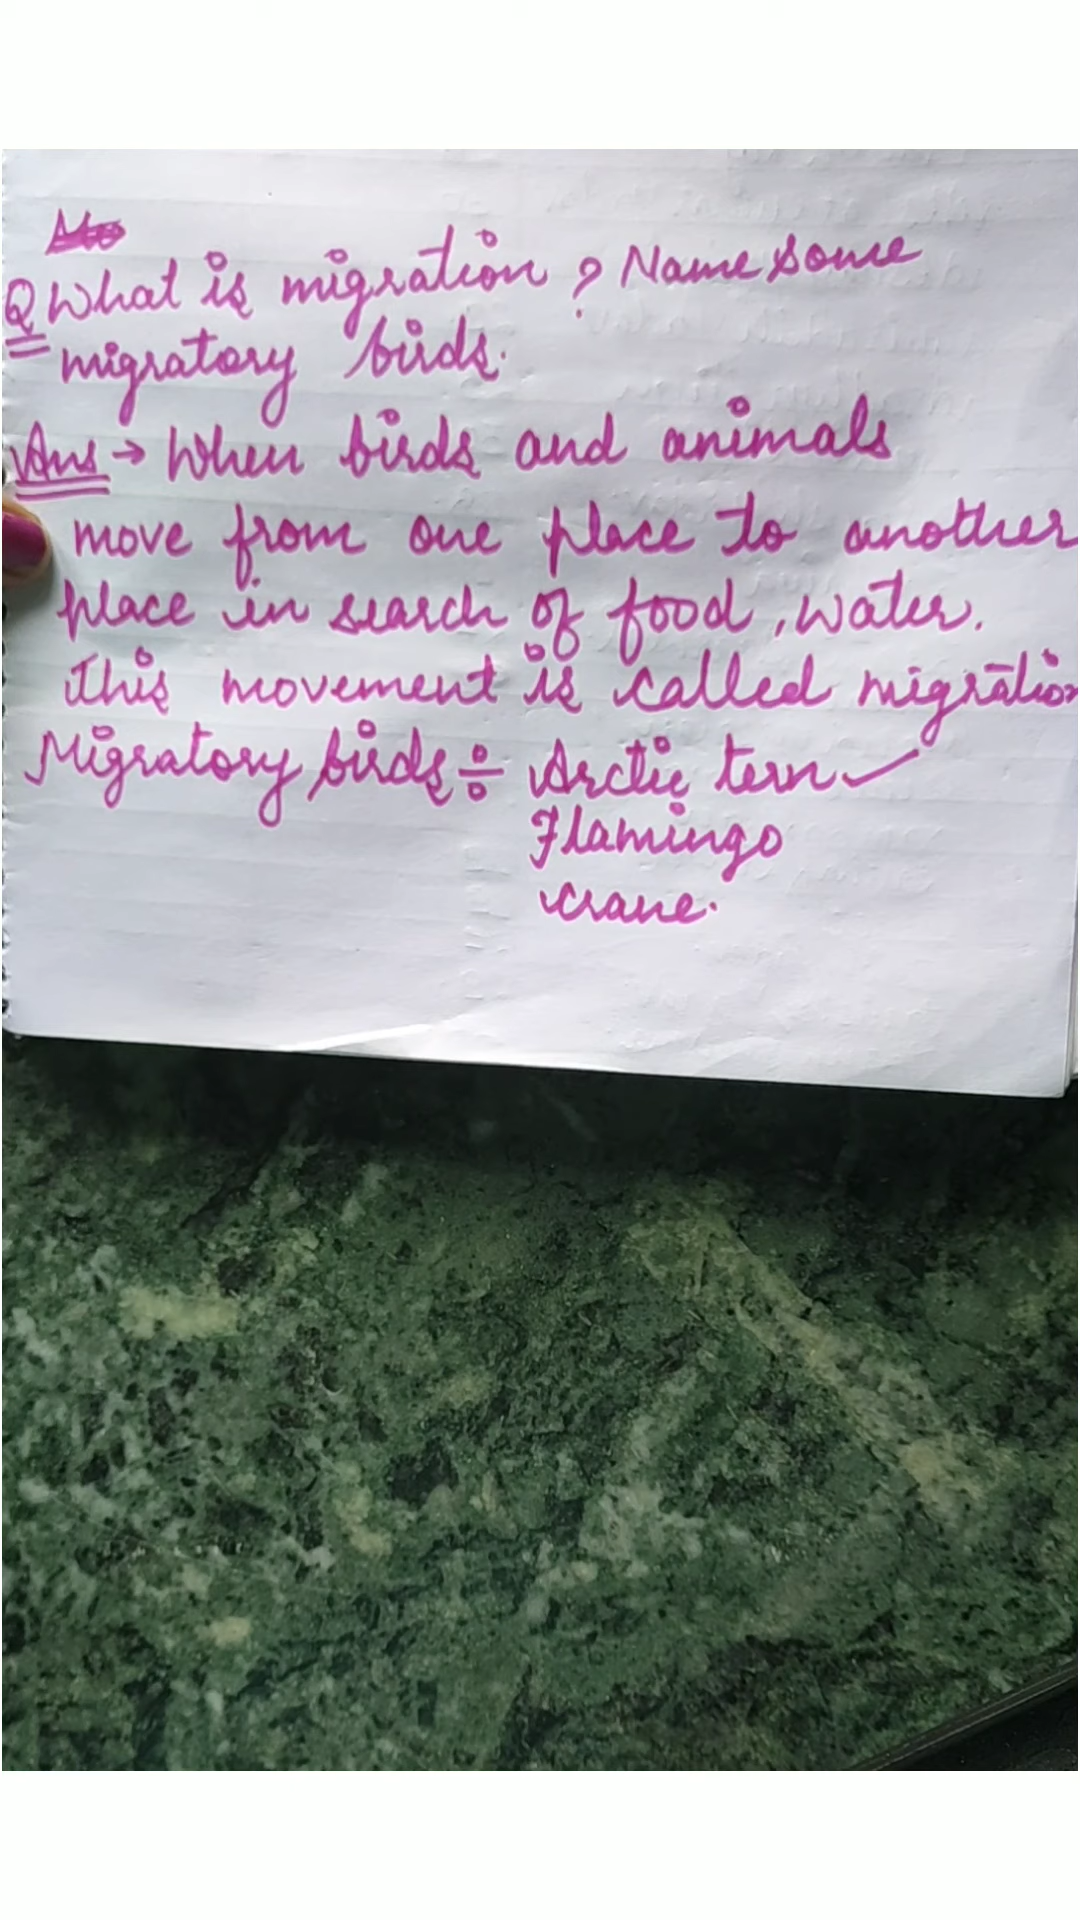 Q What is migration ? Name some
migratory birds.
Ans → When birds and animals
move from one place to another
place in search of food, water.
This movement is called migration
Migratory birds ÷ Arctic tern ✓
Flamingo
crane.